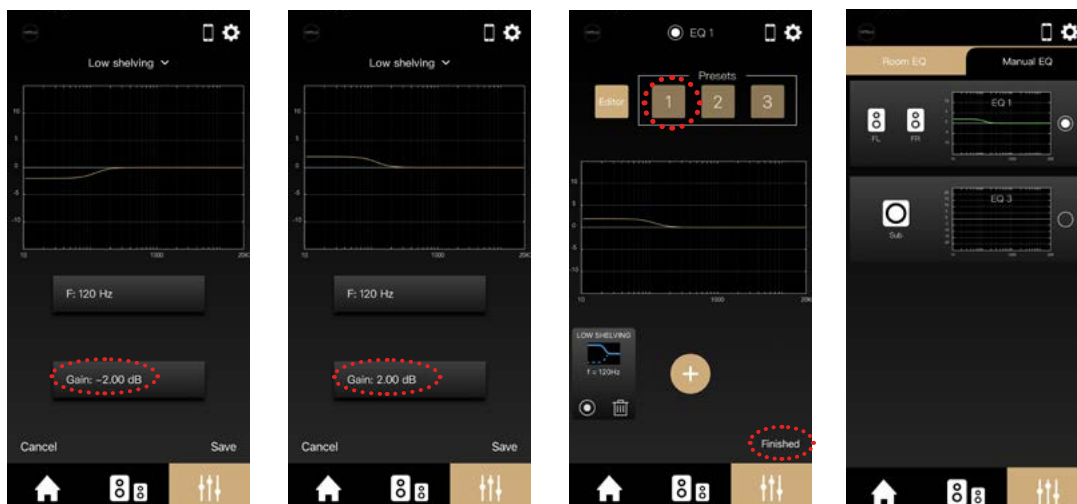 Low shelving
10
5
0
-5
-10
10
1000
20K
F: 120 Hz
Gain: -2.00 dB
Cancel
Save
Low shelving
10
5
0
-5
-10
10
1000
20K
F: 120 Hz
Gain: 2.00 dB
Cancel
Save
EQ 1
Presets
Editor
1
2
3
10
5
0
-5
-10
10
1000
20K
LOW SHELVING
f = 120Hz
Finished
Room EQ
Manual EQ
EQ 1
FL
FR
EQ 3
Sub